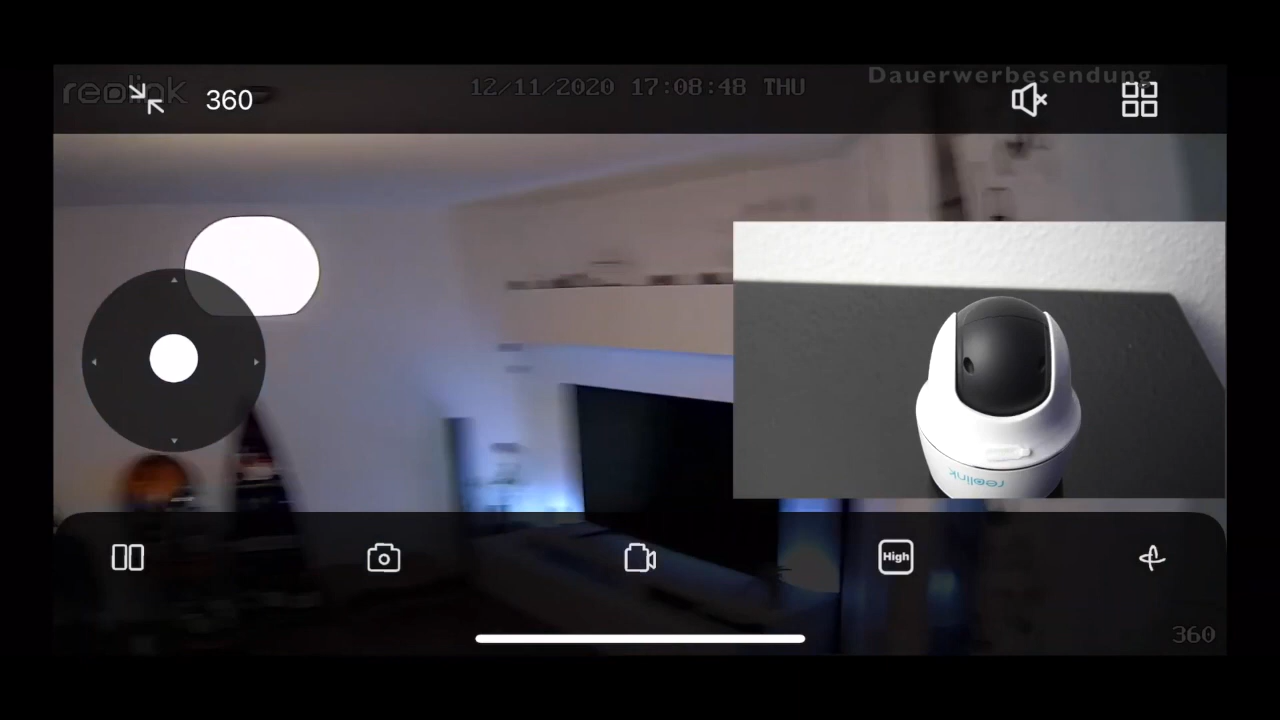 reolink
360
12/11/2020 17:08:48 THU
Dauerwerbesendung
reolink
High
360